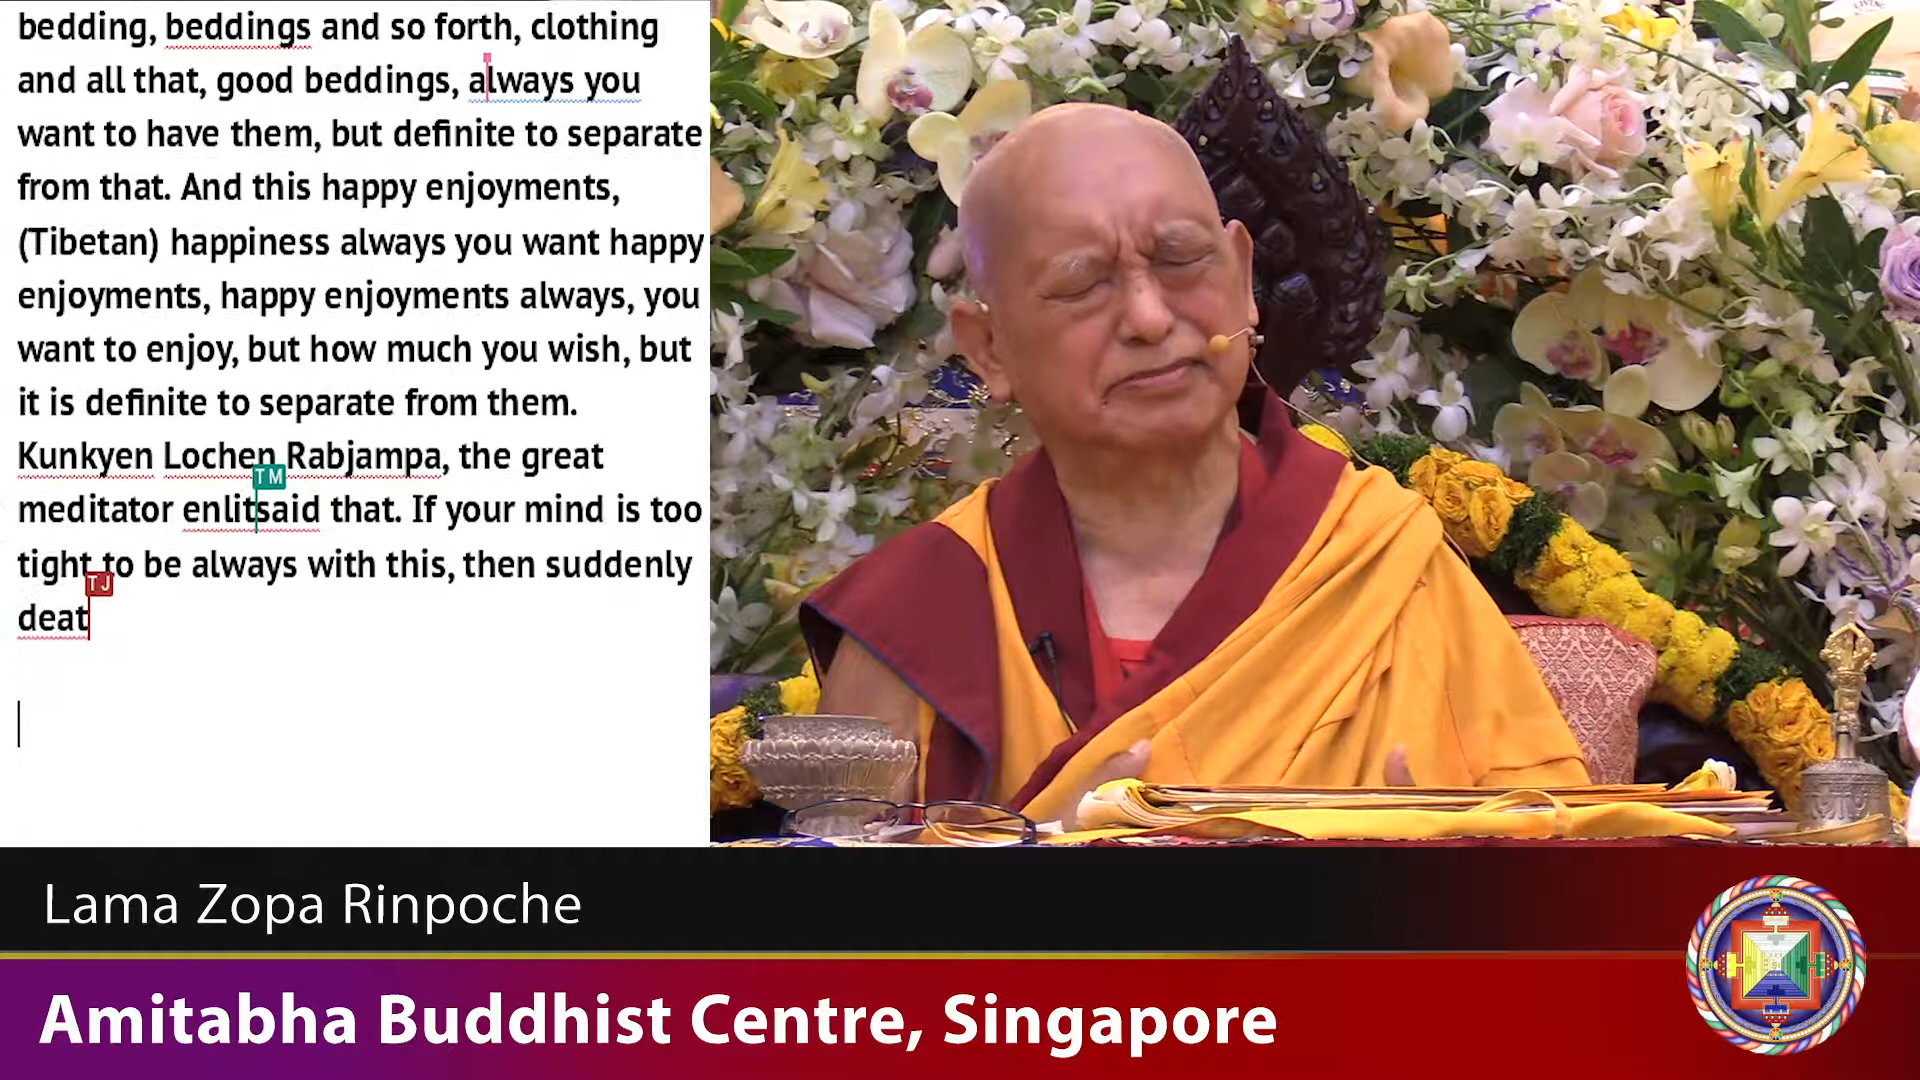 bedding, beddings and so forth, clothing
and all that, good beddings, always you
want to have them, but definite to separate
from that. And this happy enjoyments,
(Tibetan) happiness always you want happy
enjoyments, happy enjoyments always, you
want to enjoy, but how much you wish, but
it is definite to separate from them.
Kunkyen Lochen Rabjampa, the great
TM
meditator enlitsaid that. If your mind is too
tight to be always with this, then suddenly
TJ
deat
Lama Zopa Rinpoche
Amitabha Buddhist Centre, Singapore